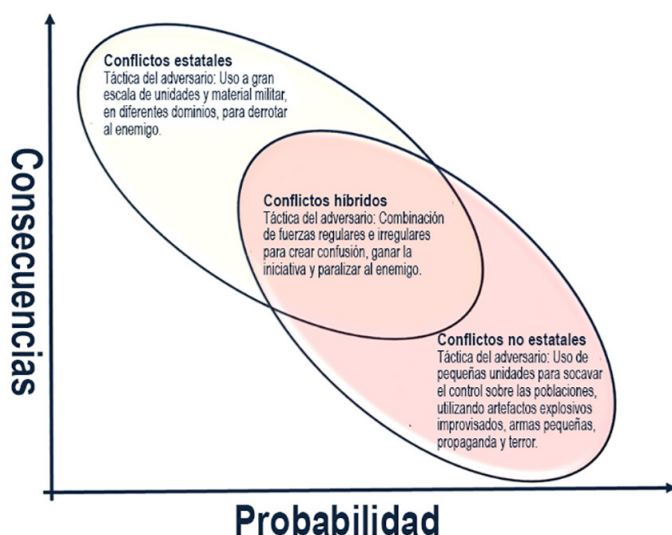 Consecuencias
Conflictos estatales
Táctica del adversario: Uso a gran
escala de unidades y material militar,
en diferentes dominios, para derrotar
al enemigo.
Conflictos híbridos
Táctica del adversario: Combinación
de fuerzas regulares e irregulares
para crear confusión, ganar la
iniciativa y paralizar al enemigo.
Conflictos no estatales
Táctica del adversario: Uso de
pequeñas unidades para socavar
el control sobre las poblaciones,
utilizando artefactos explosivos
improvisados, armas pequeñas,
propaganda y terror.
Probabilidad